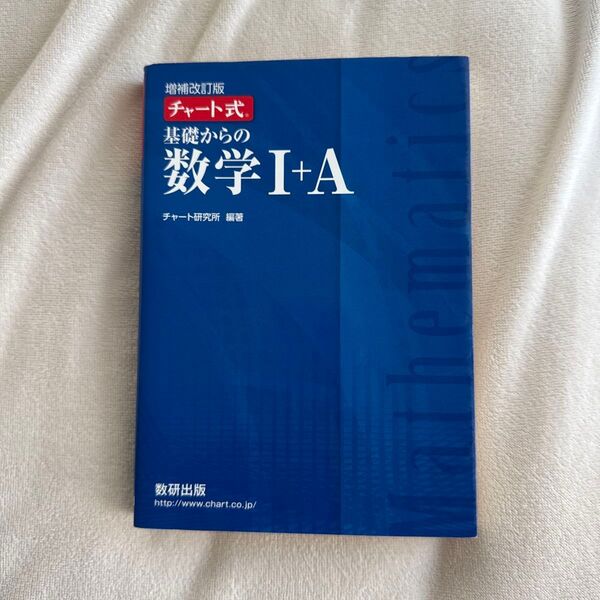 増補改訂版
チャート式®
基礎からの
数学I+A
チャート研究所 編著
Mathematics
数研出版
http://www.chart.co.jp/